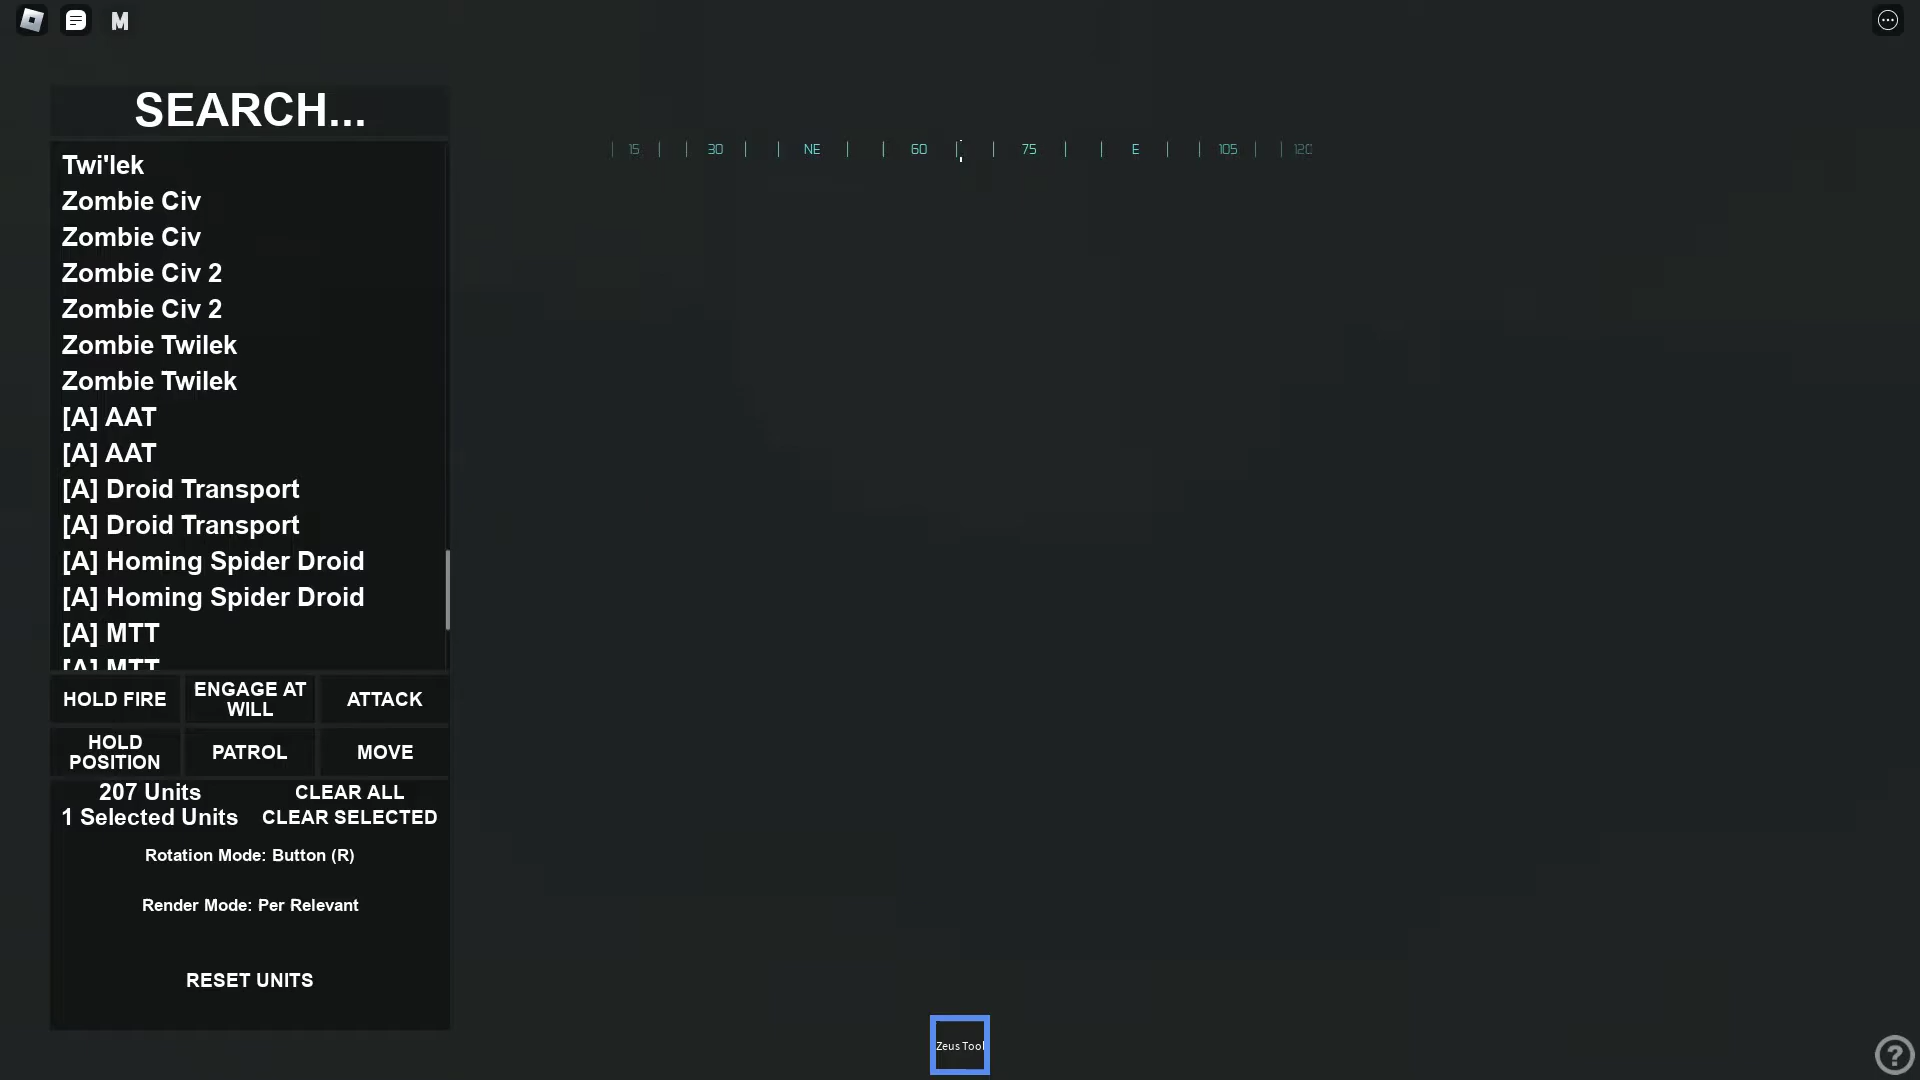 M
SEARCH...
Twi'lek
Zombie Civ
Zombie Civ
Zombie Civ 2
Zombie Civ 2
Zombie Twilek
Zombie Twilek
[A] AAT
[A] AAT
[A] Droid Transport
[A] Droid Transport
[A] Homing Spider Droid
[A] Homing Spider Droid
[A] MTT
[A] MTT
15 30 NE 60 75 E 105 120
HOLD FIRE
ENGAGE AT
WILL
ATTACK
HOLD
POSITION
PATROL
MOVE
207 Units
CLEAR ALL
1 Selected Units
CLEAR SELECTED
Rotation Mode: Button (R)
Render Mode: Per Relevant
RESET UNITS
Zeus Tool
?